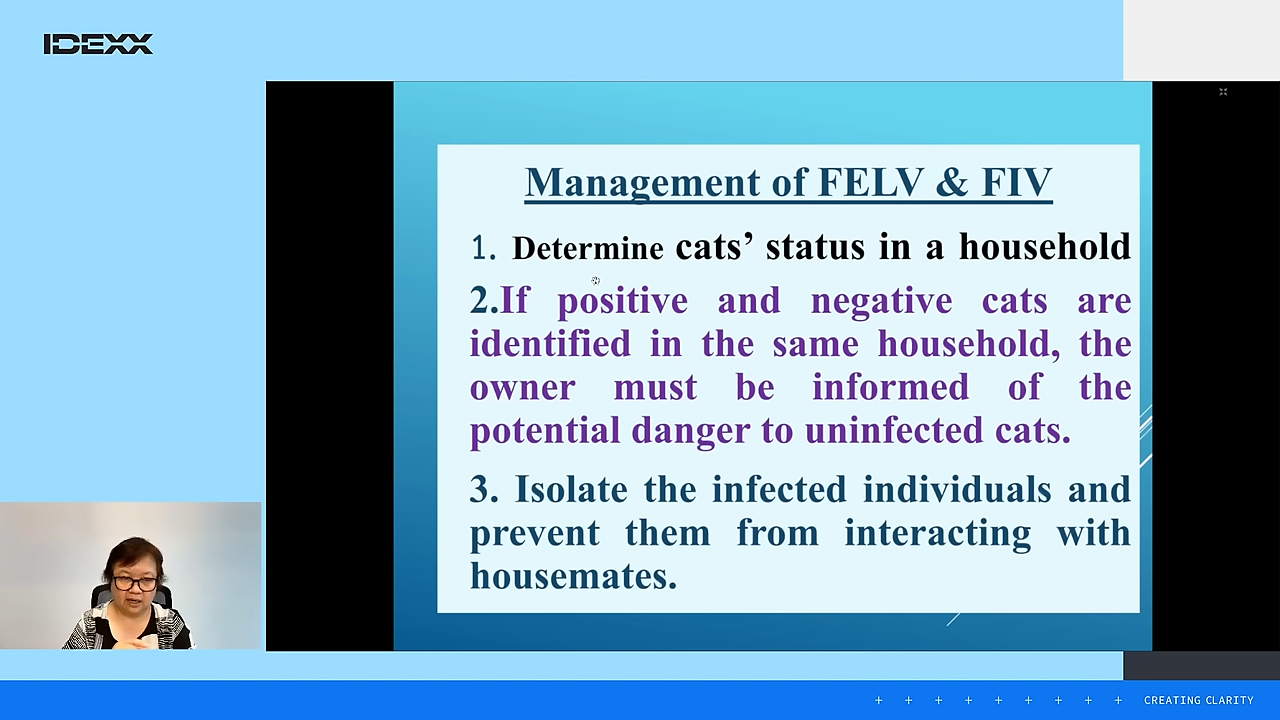 IDEXX
Management of FELV & FIV
1. Determine cats’ status in a household
2.If positive and negative cats are
identified in the same household, the
owner must be informed of the
potential danger to uninfected cats.
3. Isolate the infected individuals and
prevent them from interacting with
housemates.
CREATING CLARITY